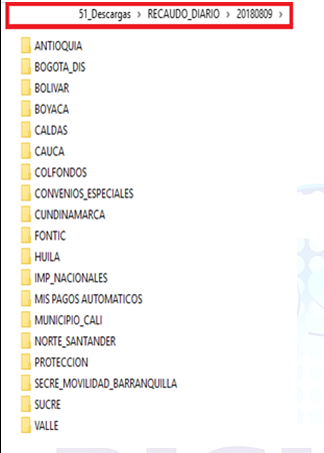 51_Descargas > RECAUDO_DIARIO > 20180809 >
ANTIOQUIA
BOGOTA_DIS
BOLIVAR
BOYACA
CALDAS
CAUCA
COLFONDOS
CONVENIOS_ESPECIALES
CUNDINAMARCA
FONTIC
HUILA
IMP_NACIONALES
MIS PAGOS AUTOMATICOS
MUNICIPIO_CALI
NORTE_SANTANDER
PROTECCION
SECRE_MOVILIDAD_BARRANQUILLA
SUCRE
VALLE